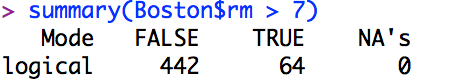 > summary(Boston$rm > 7)
Mode FALSE TRUE NA's
logical 442 64 0